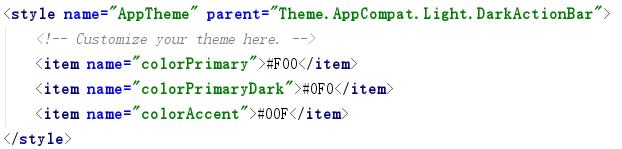 <style name="AppTheme" parent="Theme.AppCompat.Light.DarkActionBar">
<!-- Customize your theme here. -->
<item name="colorPrimary">#F00</item>
<item name="colorPrimaryDark">#0F0</item>
<item name="colorAccent">#00F</item>
</style>